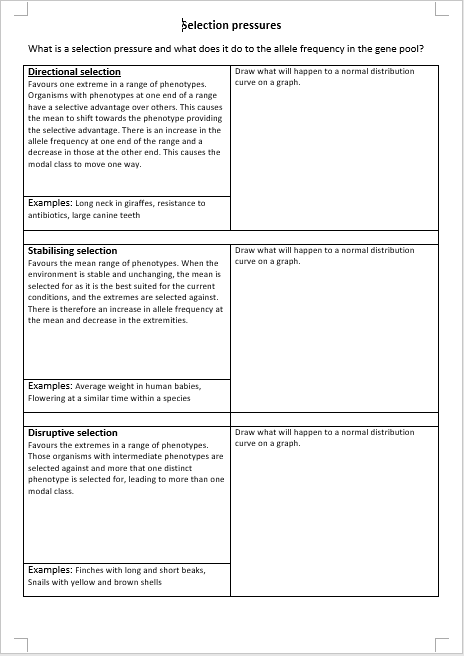 Selection pressures
What is a selection pressure and what does it do to the allele frequency in the gene pool?
Directional selection
Favours one extreme in a range of phenotypes.
Organisms with phenotypes at one end of a range
have a selective advantage over others. This causes
the mean to shift towards the phenotype providing
the selective advantage. There is an increase in the
allele frequency at one end of the range and a
decrease in those at the other end. This causes the
modal class to move one way.
Examples: Long neck in giraffes, resistance to
antibiotics, large canine teeth
Draw what will happen to a normal distribution
curve on a graph.
Stabilising selection
Favours the mean range of phenotypes. When the
environment is stable and unchanging, the mean is
selected for as it is the best suited for the current
conditions, and the extremes are selected against.
There is therefore an increase in allele frequency at
the mean and decrease in the extremities.
Examples: Average weight in human babies,
Flowering at a similar time within a species
Draw what will happen to a normal distribution
curve on a graph.
Disruptive selection
Favours the extremes in a range of phenotypes.
Those organisms with intermediate phenotypes are
selected against and more that one distinct
phenotype is selected for, leading to more than one
modal class.
Examples: Finches with long and short beaks,
Snails with yellow and brown shells
Draw what will happen to a normal distribution
curve on a graph.